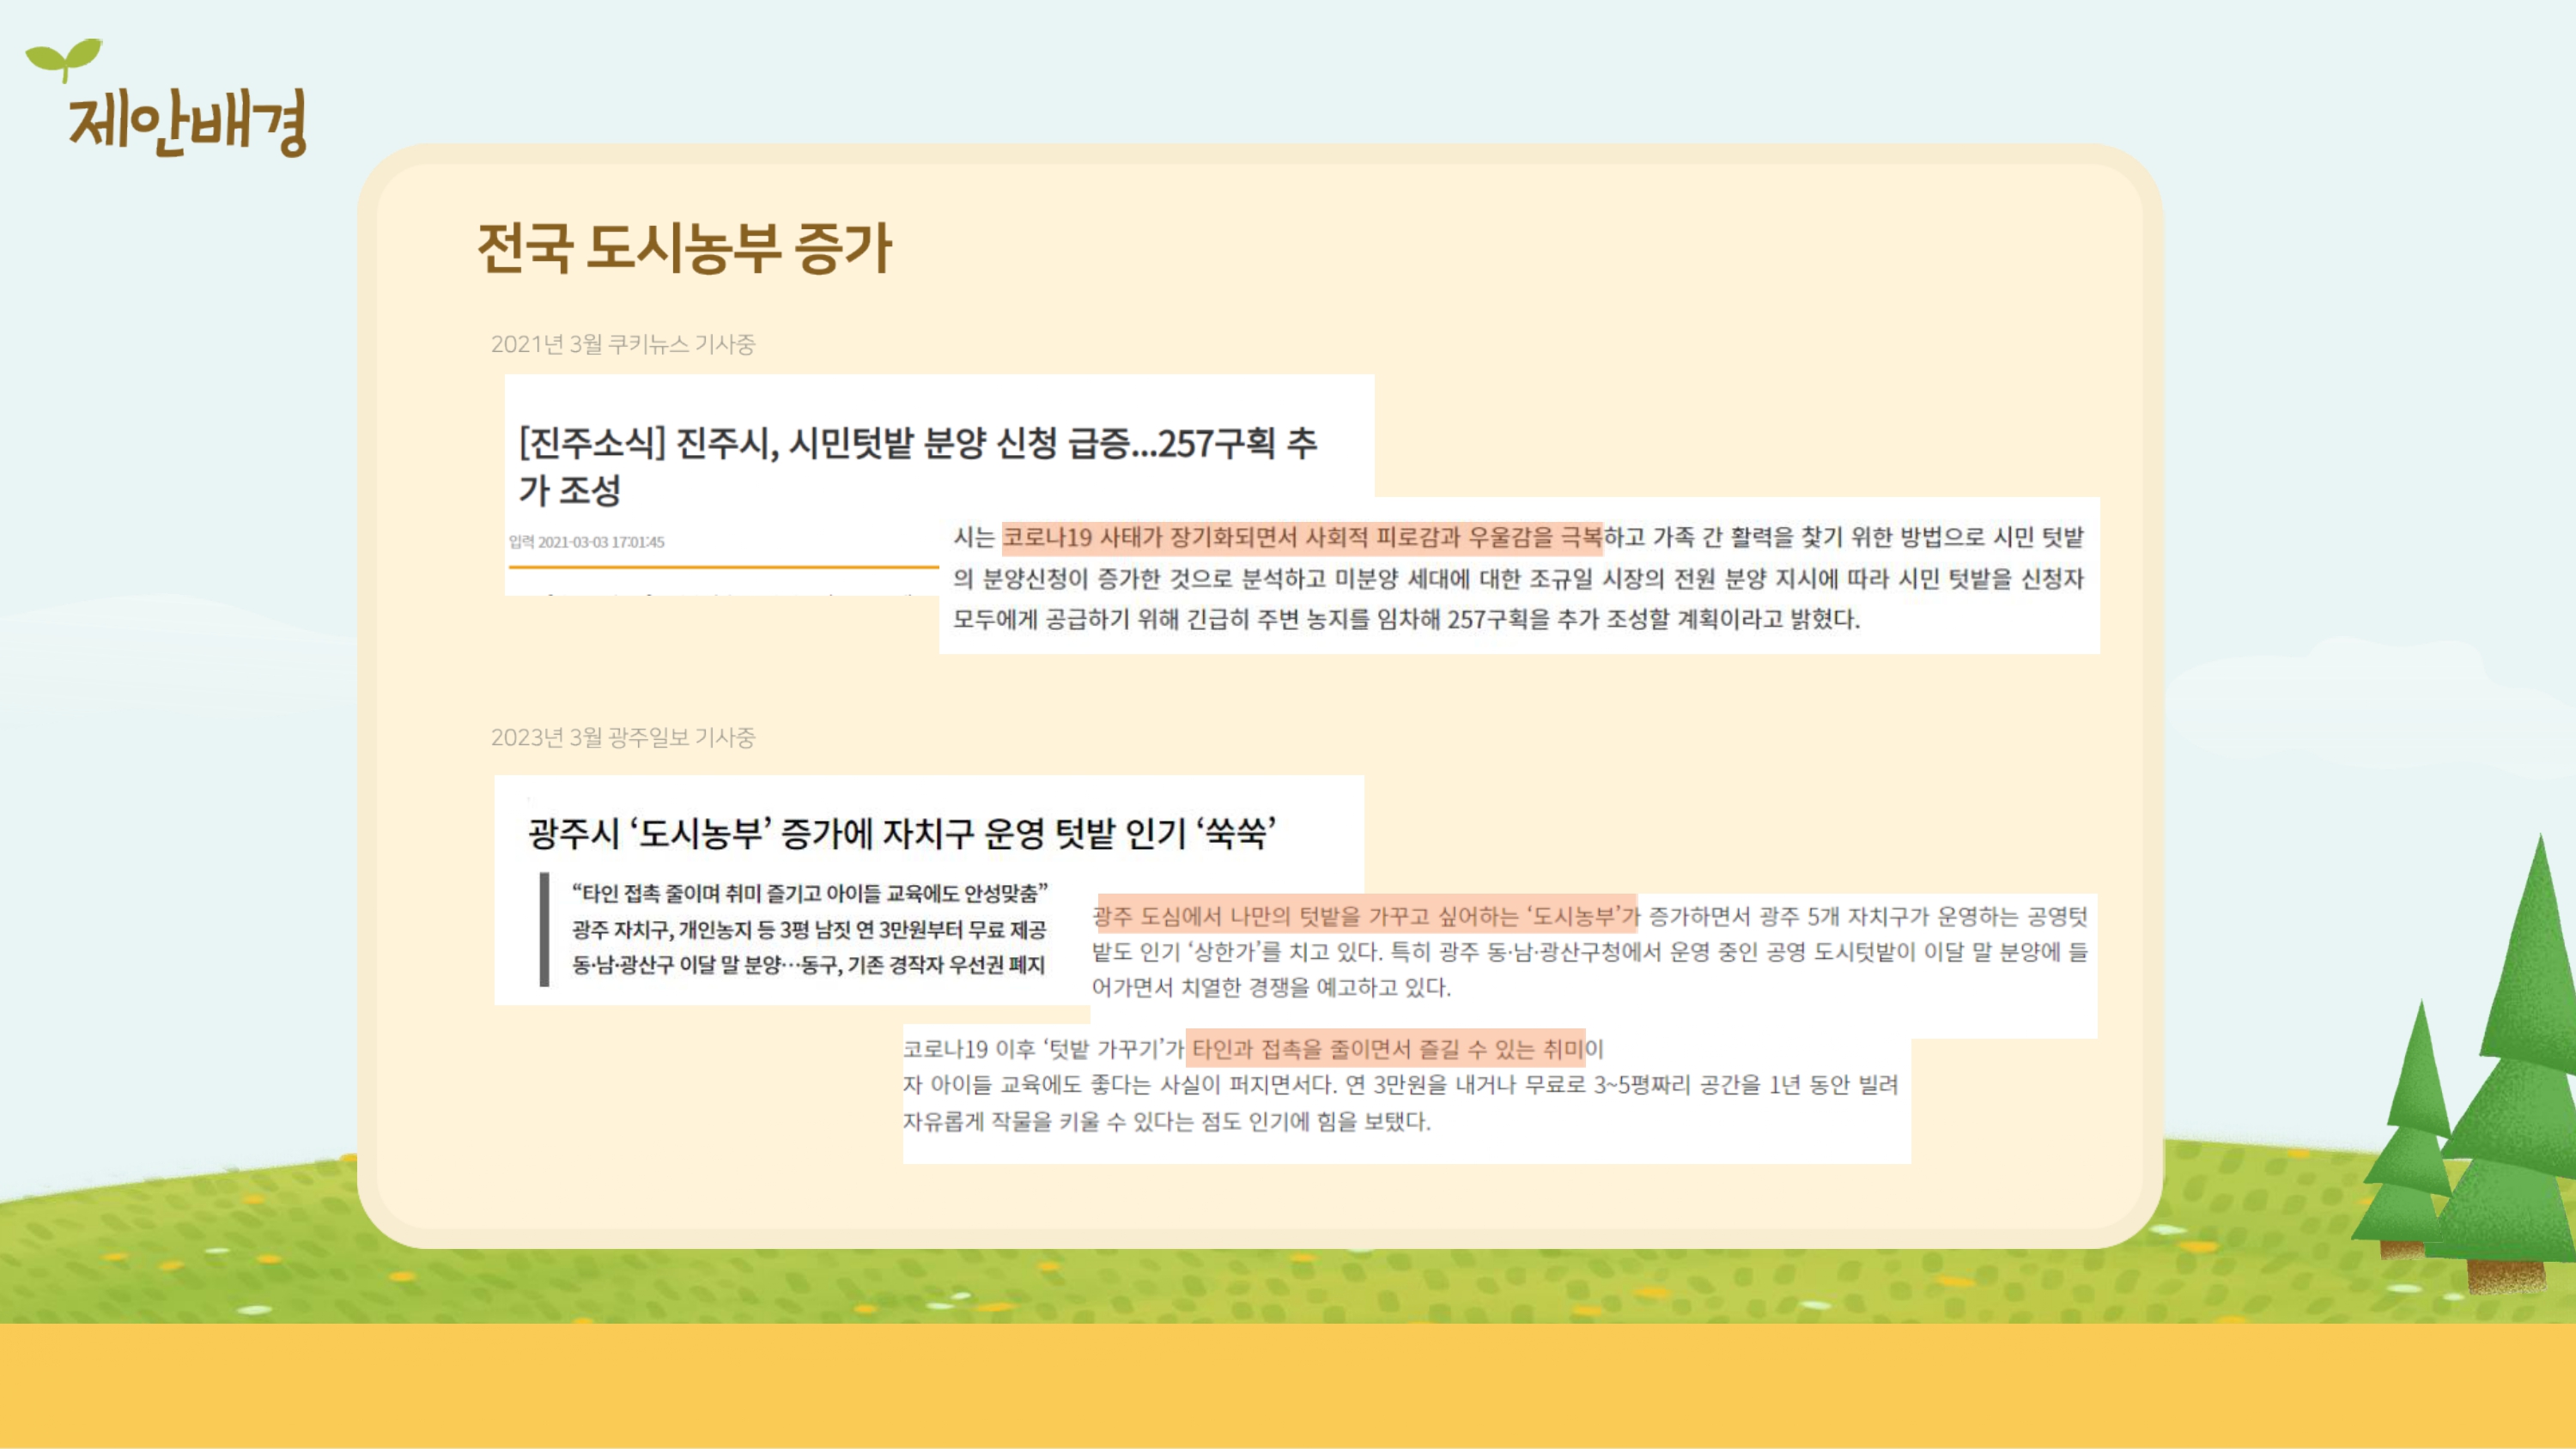 제안배경
전국 도시농부 증가
2021년 3월 쿠키뉴스 기사중
[진주소식] 진주시, 시민텃밭 분양 신청 급증...257구획 추
가 조성
입력 2021-03-03 17:01:45
시는 코로나19 사태가 장기화되면서 사회적 피로감과 우울감을 극복하고 가족 간 활력을 찾기 위한 방법으로 시민 텃밭
의 분양신청이 증가한 것으로 분석하고 미분양 세대에 대한 조규일 시장의 전원 분양 지시에 따라 시민 텃밭을 신청자
모두에게 공급하기 위해 긴급히 주변 농지를 임차해 257구획을 추가 조성할 계획이라고 밝혔다.
2023년 3월 광주일보 기사중
광주시 ‘도시농부’ 증가에 자치구 운영 텃밭 인기 ‘쑥쑥’
“타인 접촉 줄이며 취미 즐기고 아이들 교육에도 안성맞춤”
광주 자치구, 개인농지 등 3평 남짓 연 3만원부터 무료 제공
동·남·광산구 이달 말 분양…동구, 기존 경작자 우선권 폐지
광주 도심에서 나만의 텃밭을 가꾸고 싶어하는 ‘도시농부’가 증가하면서 광주 5개 자치구가 운영하는 공영텃
밭도 인기 ‘상한가’를 치고 있다. 특히 광주 동·남·광산구청에서 운영 중인 공영 도시텃밭이 이달 말 분양에 들
어가면서 치열한 경쟁을 예고하고 있다.
코로나19 이후 ‘텃밭 가꾸기’가 타인과 접촉을 줄이면서 즐길 수 있는 취미이
자 아이들 교육에도 좋다는 사실이 퍼지면서다. 연 3만원을 내거나 무료로 3~5평짜리 공간을 1년 동안 빌려
자유롭게 작물을 키울 수 있다는 점도 인기에 힘을 보탰다.